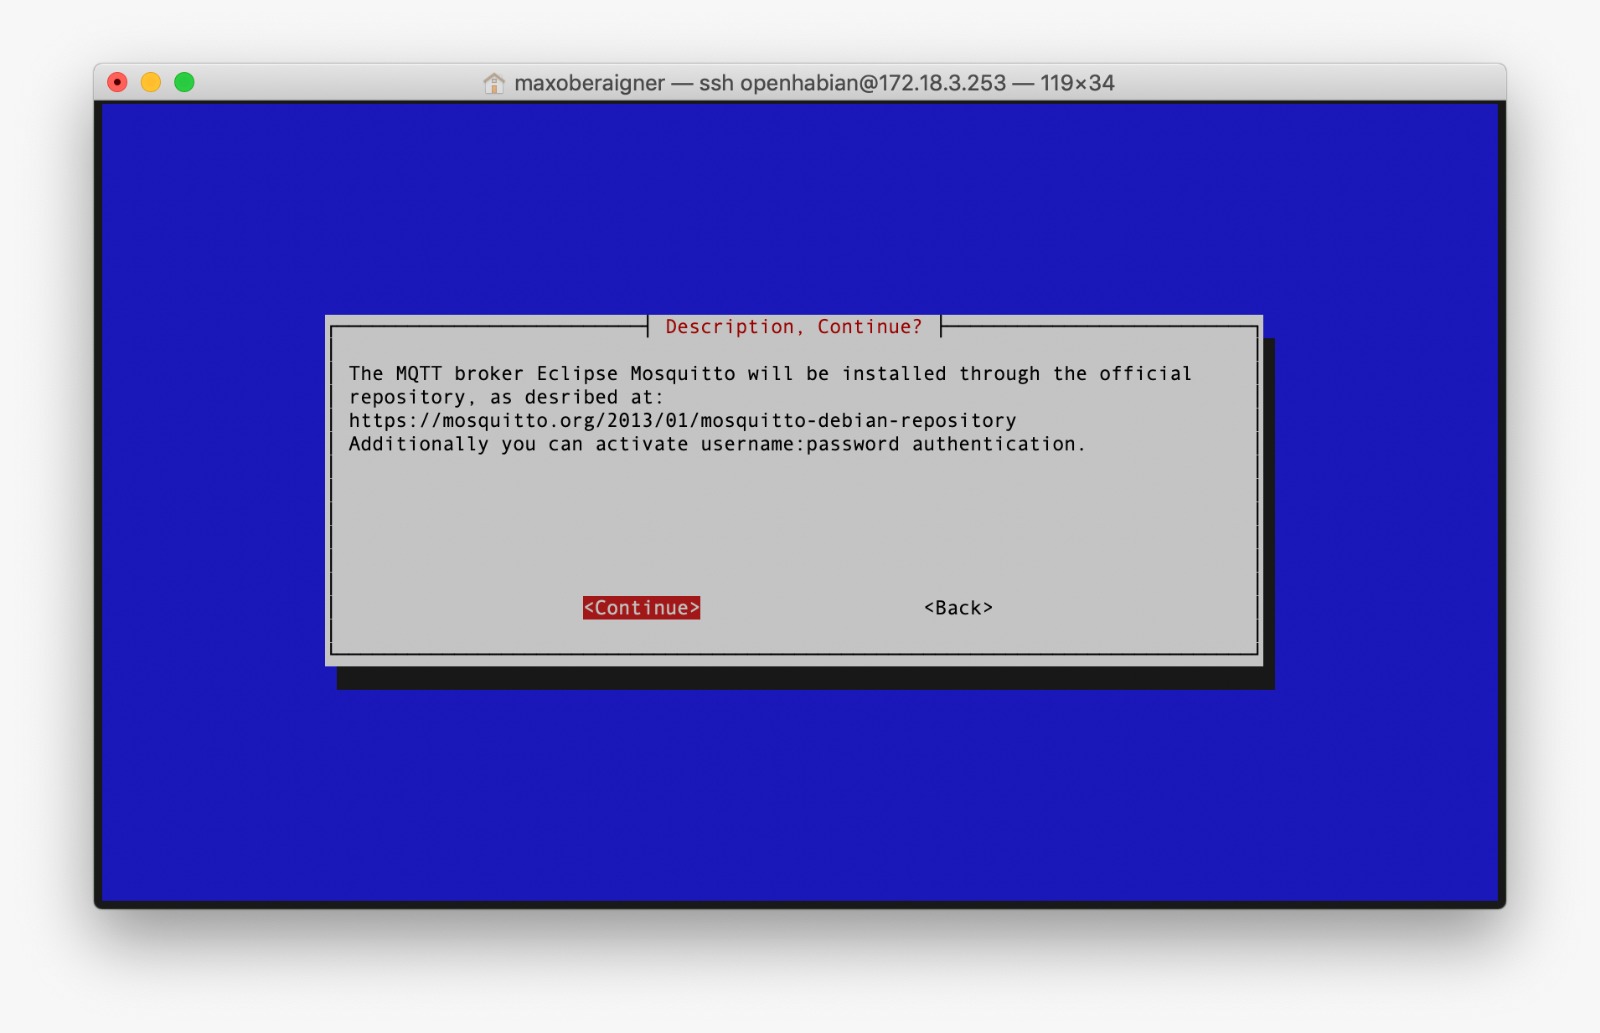 maxoberaigner — ssh openhabian@172.18.3.253 — 119×34
Description, Continue?
The MQTT broker Eclipse Mosquitto will be installed through the official
repository, as desribed at:
https://mosquitto.org/2013/01/mosquitto-debian-repository
Additionally you can activate username:password authentication.
<Continue> <Back>